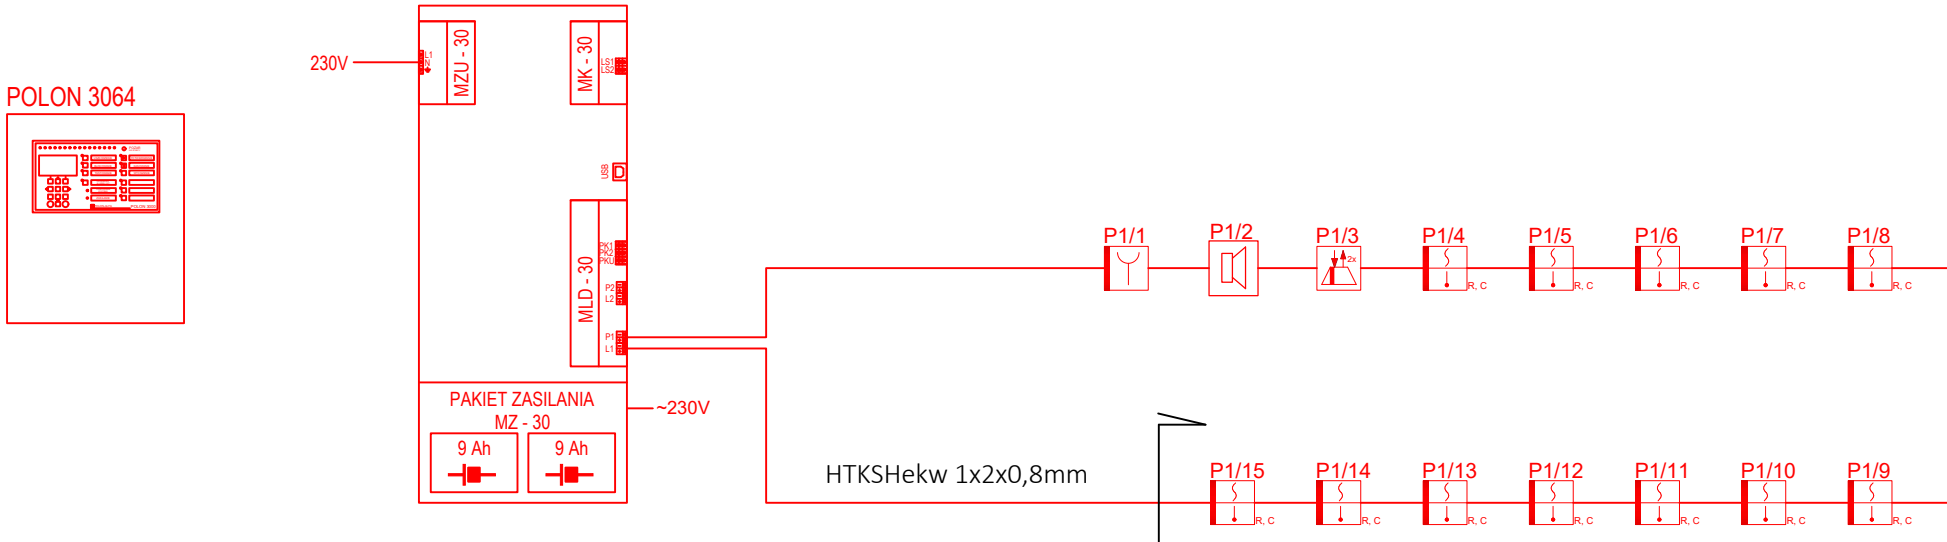 POLON 3064
POLON 3000
230V
L1
N
MZU - 30
MK - 30
LS1
LS2
USB
MLD - 30
PK1
PK2
PKU
P2
L2
P1
L1
PAKIET ZASILANIA
MZ - 30
9 Ah
9 Ah
~230V
HTKSHekw 1x2x0,8mm
P1/1
P1/2
P1/3
2x
P1/4
R, C
P1/5
R, C
P1/6
R, C
P1/7
R, C
P1/8
R, C
P1/15
R, C
P1/14
R, C
P1/13
R, C
P1/12
R, C
P1/11
R, C
P1/10
R, C
P1/9
R, C